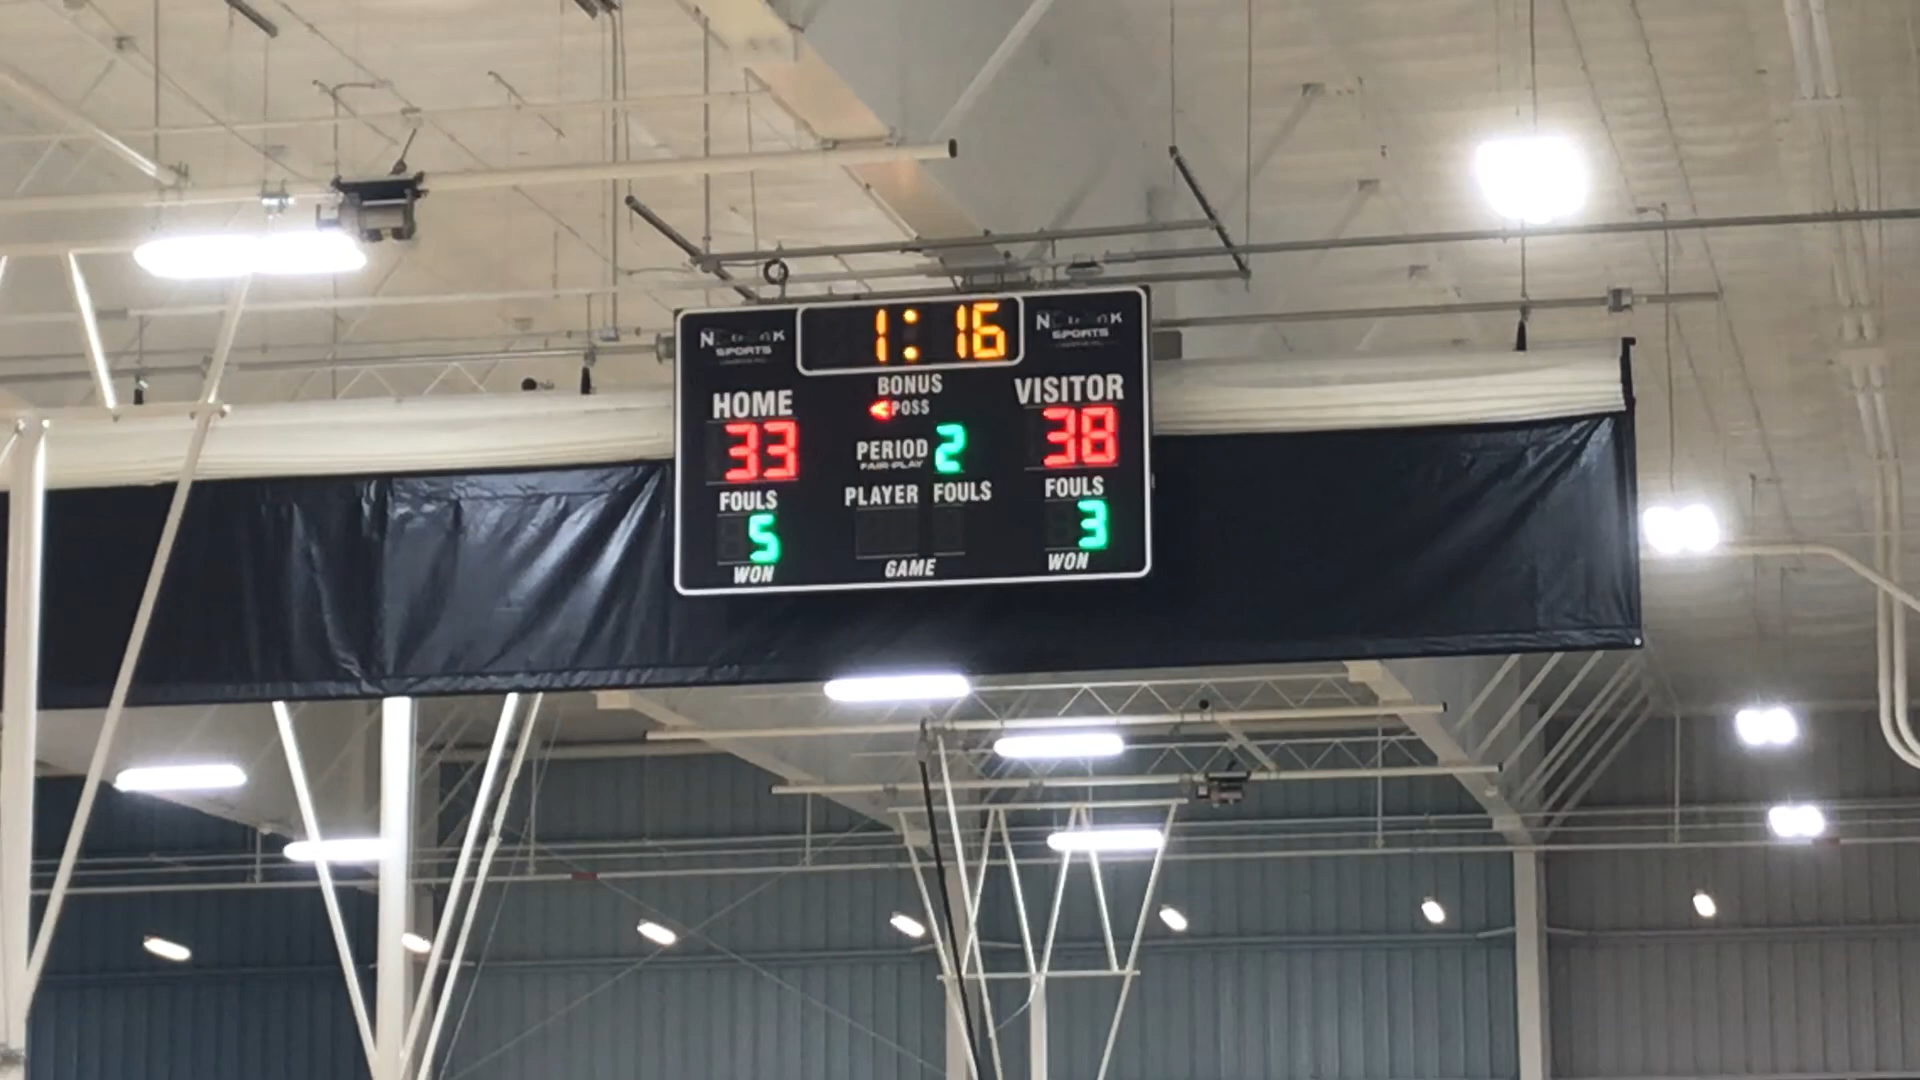 1:16
SPORTS
SPORTS
BONUS
<POSS
HOME
VISITOR
33
38
PERIOD 2
FAIR-PLAY
FOULS
PLAYER FOULS
FOULS
5
3
WON
GAME
WON